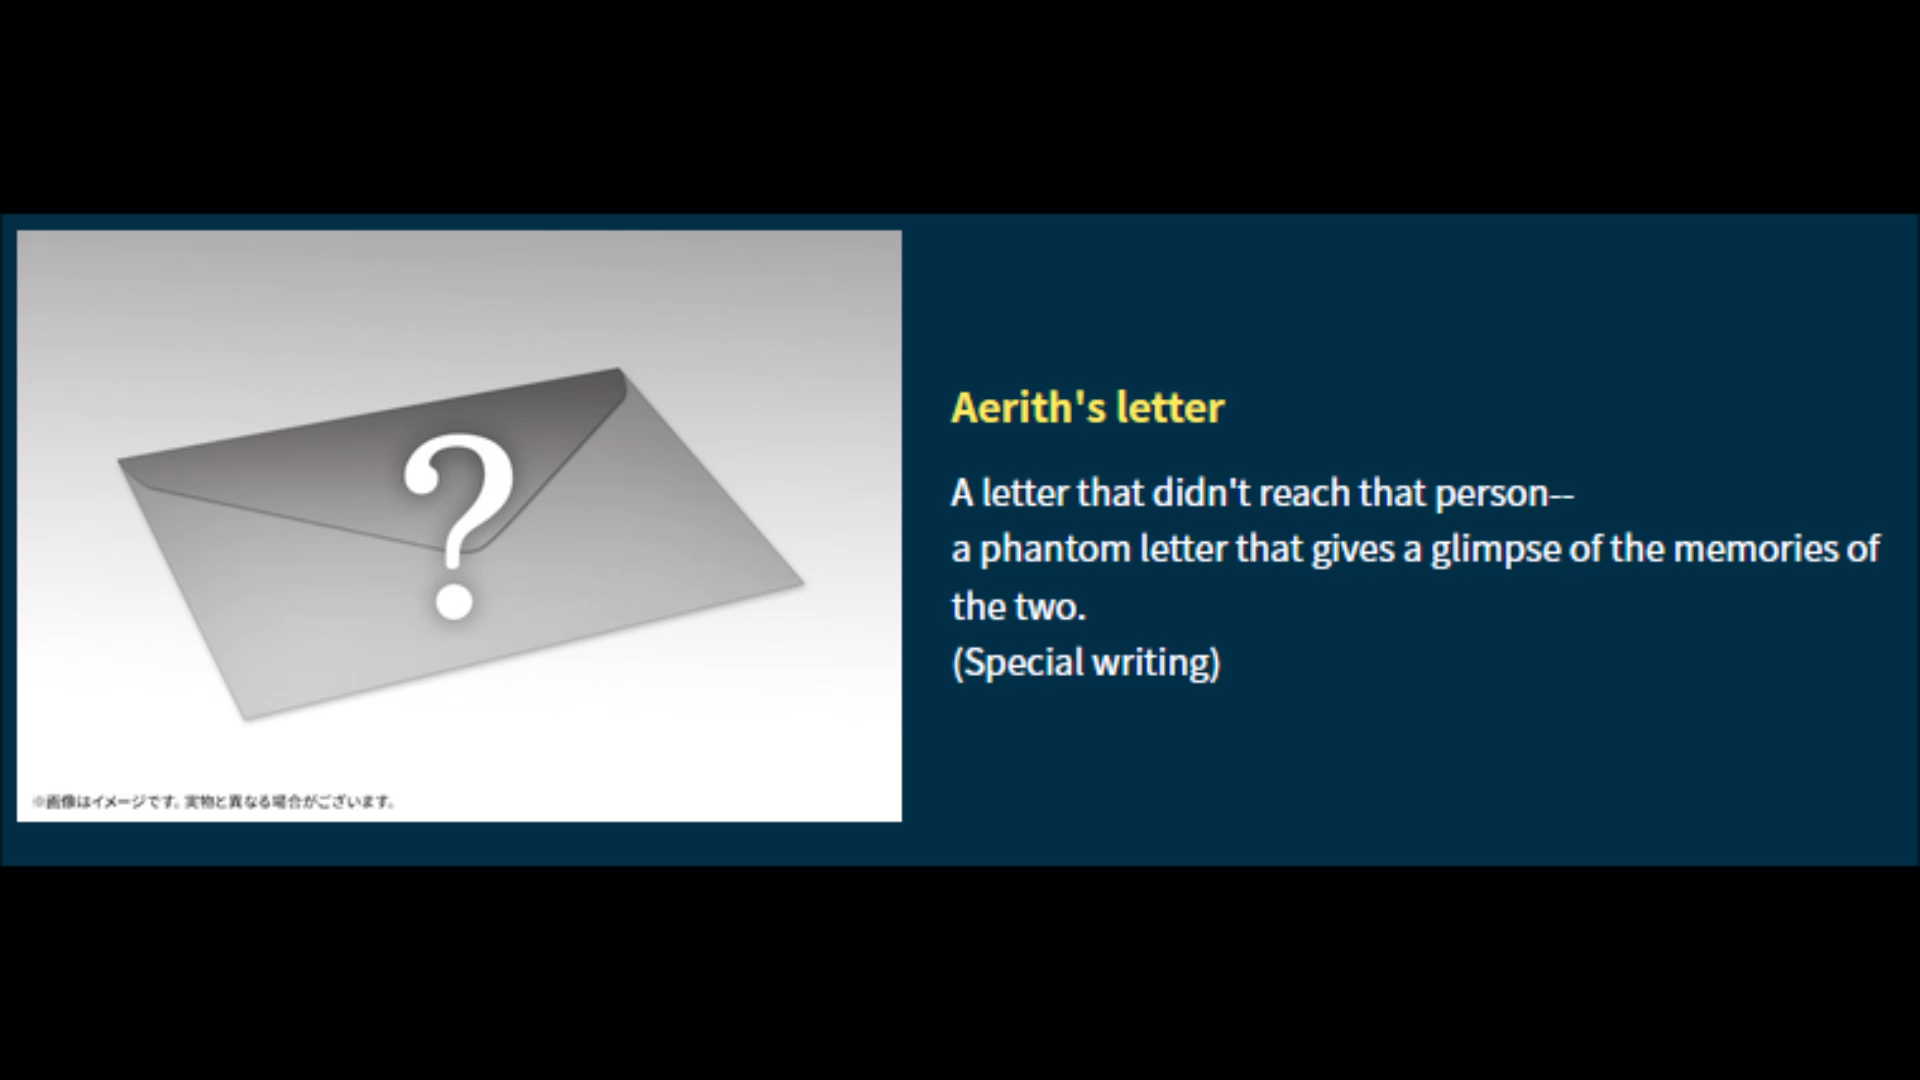 ?
Aerith's letter
A letter that didn't reach that person--
a phantom letter that gives a glimpse of the memories of
the two.
(Special writing)
※画像はイメージです。実物と異なる場合がございます。